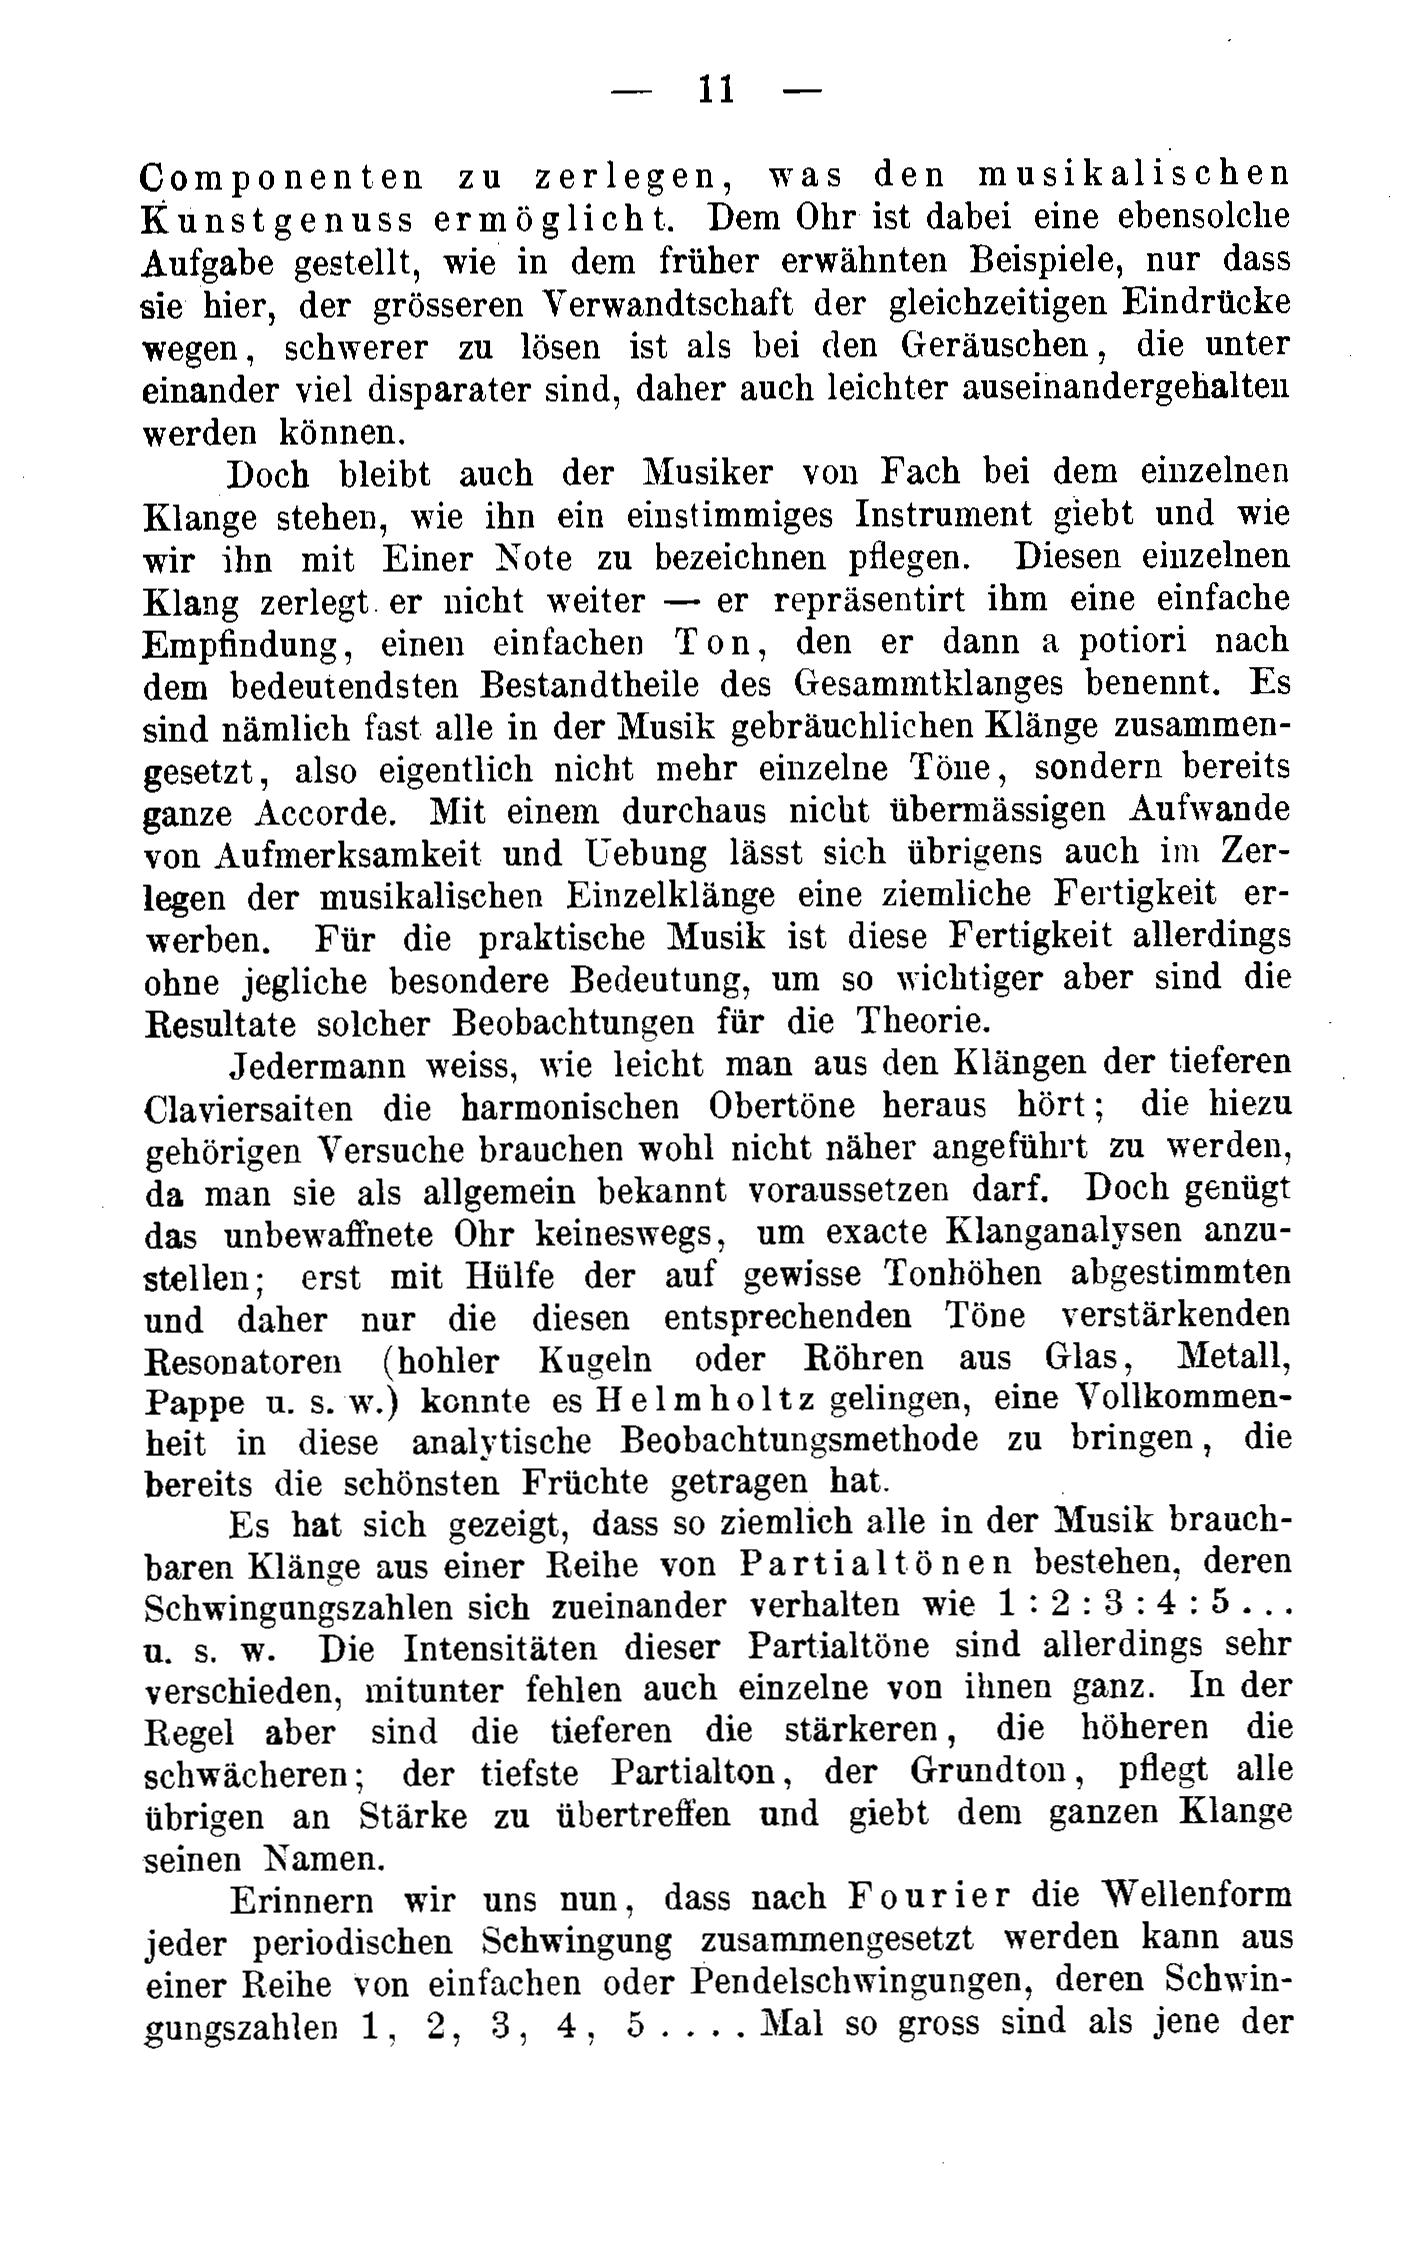 — 11 —
Componenten zu zerlegen, was den musikalischen
Kunstgenuss ermöglicht. Dem Ohr ist dabei eine ebensolche
Aufgabe gestellt, wie in dem früher erwähnten Beispiele, nur dass
sie hier, der grösseren Verwandtschaft der gleichzeitigen Eindrücke
wegen, schwerer zu lösen ist als bei den Geräuschen, die unter
einander viel disparater sind, daher auch leichter auseinandergehalten
werden können.
Doch bleibt auch der Musiker von Fach bei dem einzelnen
Klange stehen, wie ihn ein einstimmiges Instrument giebt und wie
wir ihn mit Einer Note zu bezeichnen pflegen. Diesen einzelnen
Klang zerlegt er nicht weiter — er repräsentirt ihm eine einfache
Empfindung, einen einfachen Ton, den er dann a potiori nach
dem bedeutendsten Bestandtheile des Gesammtklanges benennt. Es
sind nämlich fast alle in der Musik gebräuchlichen Klänge zusammen-
gesetzt, also eigentlich nicht mehr einzelne Töne, sondern bereits
ganze Accorde. Mit einem durchaus nicht übermässigen Aufwande
von Aufmerksamkeit und Uebung lässt sich übrigens auch im Zer-
legen der musikalischen Einzelklänge eine ziemliche Fertigkeit er-
werben. Für die praktische Musik ist diese Fertigkeit allerdings
ohne jegliche besondere Bedeutung, um so wichtiger aber sind die
Resultate solcher Beobachtungen für die Theorie.
Jedermann weiss, wie leicht man aus den Klängen der tieferen
Claviersaiten die harmonischen Obertöne heraus hört; die hiezu
gehörigen Versuche brauchen wohl nicht näher angeführt zu werden,
da man sie als allgemein bekannt voraussetzen darf. Doch genügt
das unbewaffnete Ohr keineswegs, um exacte Klanganalysen anzu-
stellen; erst mit Hülfe der auf gewisse Tonhöhen abgestimmten
und daher nur die diesen entsprechenden Töne verstärkenden
Resonatoren (hohler Kugeln oder Röhren aus Glas, Metall,
Pappe u. s. w.) konnte es Helmholtz gelingen, eine Vollkommen-
heit in diese analytische Beobachtungsmethode zu bringen, die
bereits die schönsten Früchte getragen hat.
Es hat sich gezeigt, dass so ziemlich alle in der Musik brauch-
baren Klänge aus einer Reihe von Partialtönen bestehen, deren
Schwingungszahlen sich zueinander verhalten wie 1 : 2 : 3 : 4 : 5 . . .
u. s. w. Die Intensitäten dieser Partialtöne sind allerdings sehr
verschieden, mitunter fehlen auch einzelne von ihnen ganz. In der
Regel aber sind die tieferen die stärkeren, die höheren die
schwächeren; der tiefste Partialton, der Grundton, pflegt alle
übrigen an Stärke zu übertreffen und giebt dem ganzen Klange
seinen Namen.
Erinnern wir uns nun, dass nach Fourier die Wellenform
jeder periodischen Schwingung zusammengesetzt werden kann aus
einer Reihe von einfachen oder Pendelschwingungen, deren Schwin-
gungszahlen 1, 2, 3, 4, 5 . . . . Mal so gross sind als jene der